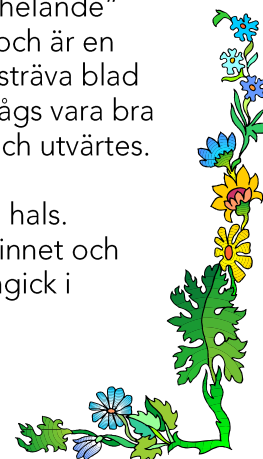 helande”
och är en
sträva blad
ågs vara bra
ch utvärtes.
hals.
innet och
gick i